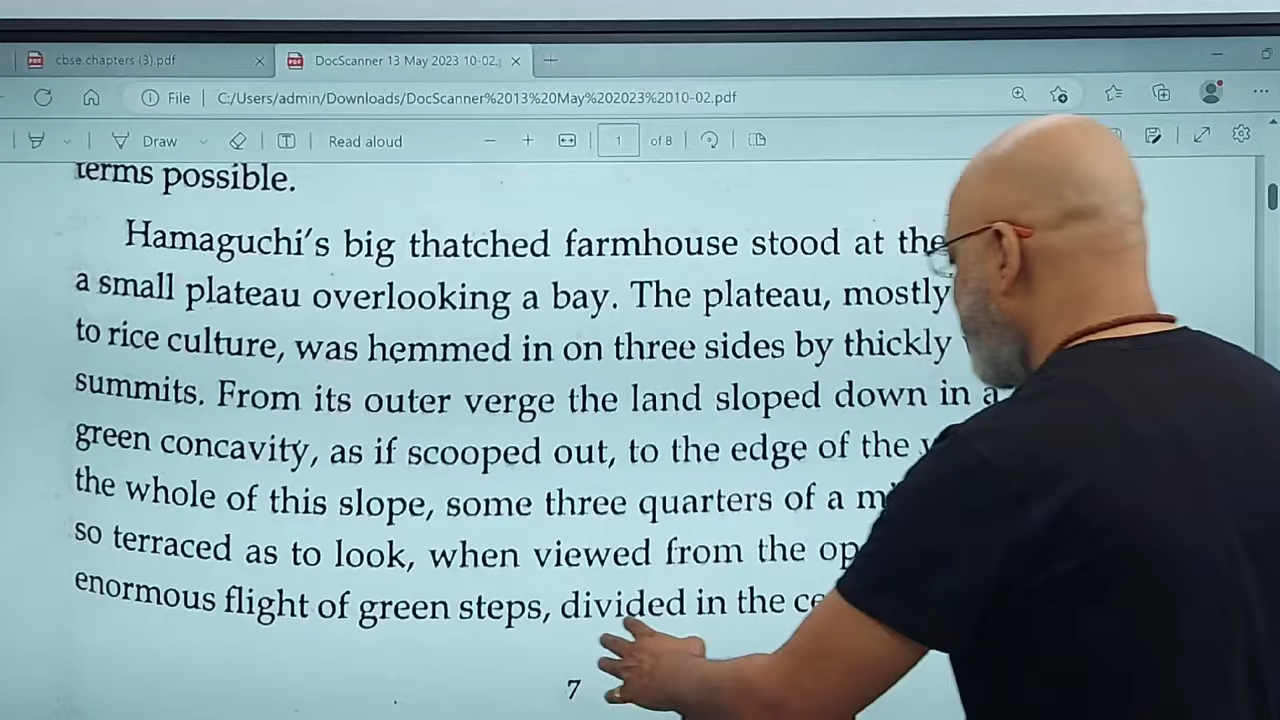 cbse chapters (3).pdf
DocScanner 13 May 2023 10-02.
File C:/Users/admin/Downloads/DocScanner%2013%20May%202023%2010-02.pdf
Draw Read aloud 1 of 8
terms possible.
Hamaguchi's big thatched farmhouse stood at the
a small plateau overlooking a bay. The plateau, mostly
to rice culture, was hemmed in on three sides by thickly
summits. From its outer verge the land sloped down in a
green concavity, as if scooped out, to the edge of the
the whole of this slope, some three quarters of a
so terraced as to look, when viewed from the
enormous flight of green steps, divided in the
7